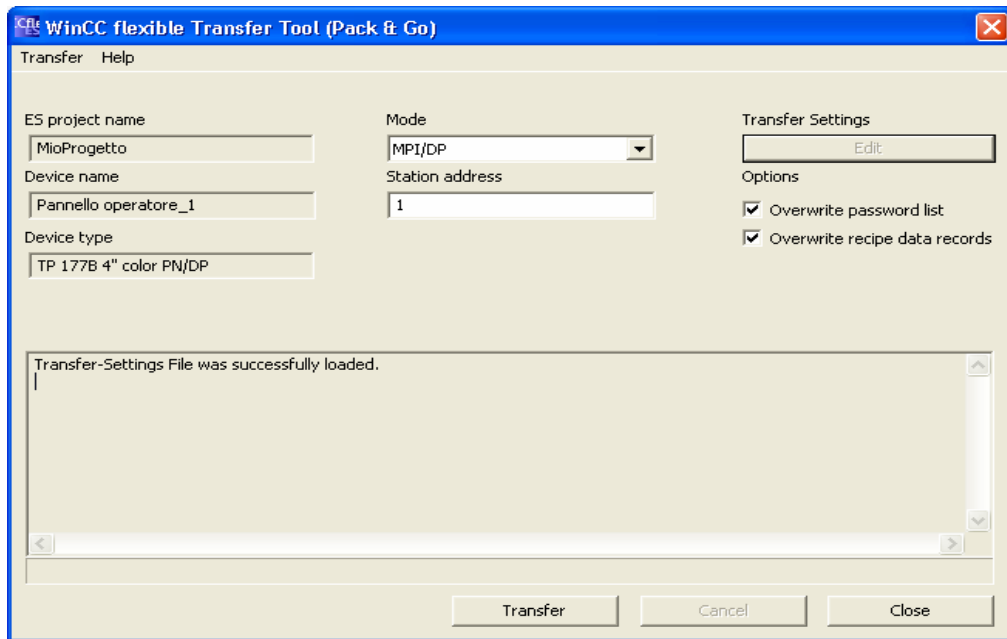 WinCC flexible Transfer Tool (Pack & Go)
Transfer Help
ES project name
MioProgetto
Device name
Pannello operatore_1
Device type
TP 177B 4" color PN/DP
Mode
MPI/DP
Station address
1
Transfer Settings
Edit
Options
Overwrite password list
Overwrite recipe data records
Transfer-Settings File was successfully loaded.
Transfer Cancel Close